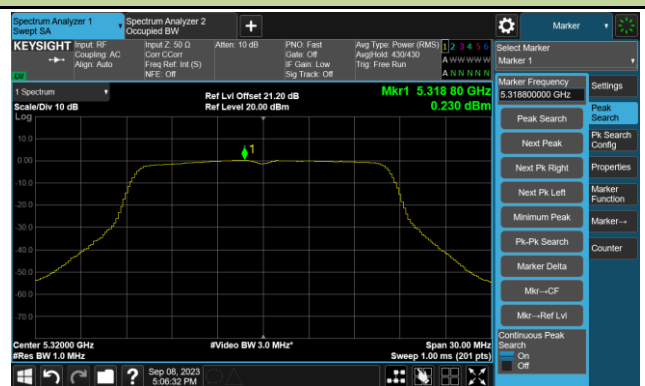 Spectrum Analyzer 1
Swept SA
Spectrum Analyzer 2
Occupied BW
+
Marker
KEYSIGHT
Input: RF
Coupling: AC
Align: Auto
Input Z: 50 Ω
Corr CCorr
Freq Ref: Int (S)
NFE: Off
Atten: 10 dB
PNO: Fast
Gate: Off
IF Gain: Low
Sig Track: Off
Avg Type: Power (RMS)
Avg|Hold: 430/430
Trig: Free Run
1 2 3 4 5 6
A W W W W W
A N N N N N
LXI
Select Marker
Marker 1
1 Spectrum
Scale/Div 10 dB
Log
Ref Lvl Offset 21.20 dB
Ref Level 20.00 dBm
Mkr1 5.318 80 GHz
0.230 dBm
10.0
0.00
-10.0
-20.0
-30.0
-40.0
-50.0
-60.0
-70.0
1
Center 5.32000 GHz
#Res BW 1.0 MHz
#Video BW 3.0 MHz*
Span 30.00 MHz
Sweep 1.00 ms (201 pts)
Marker Frequency
5.318800000 GHz
Peak Search
Next Peak
Next Pk Right
Next Pk Left
Minimum Peak
Pk-Pk Search
Marker Delta
Mkr→CF
Mkr→Ref Lvl
Continuous Peak
Search
On
Off
Settings
Peak
Search
Pk Search
Config
Properties
Marker
Function
Marker→
Counter
?
Sep 08, 2023
5:06:32 PM